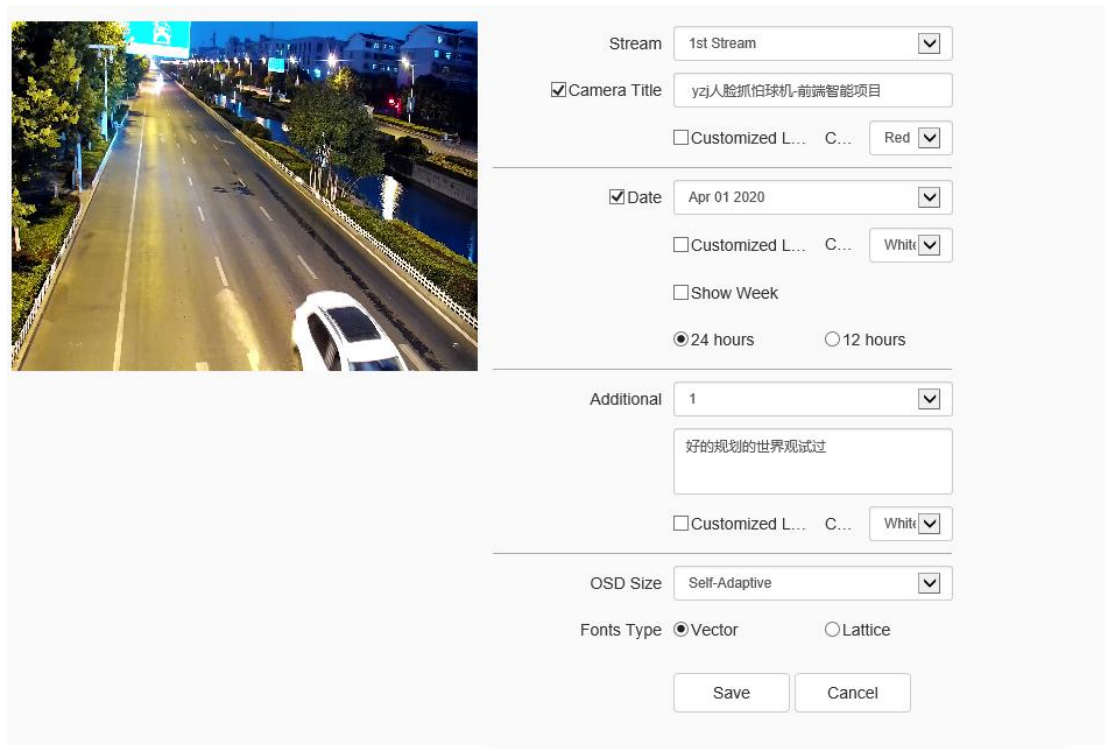 Stream 1st Stream
Camera Title yzj人脸抓怕球机-前端智能项目
Customized L... C... Red
Date Apr 01 2020
Customized L... C... White
Show Week
24 hours 12 hours
Additional 1
好的规划的世界观试过
Customized L... C... White
OSD Size Self-Adaptive
Fonts Type Vector Lattice
Save Cancel